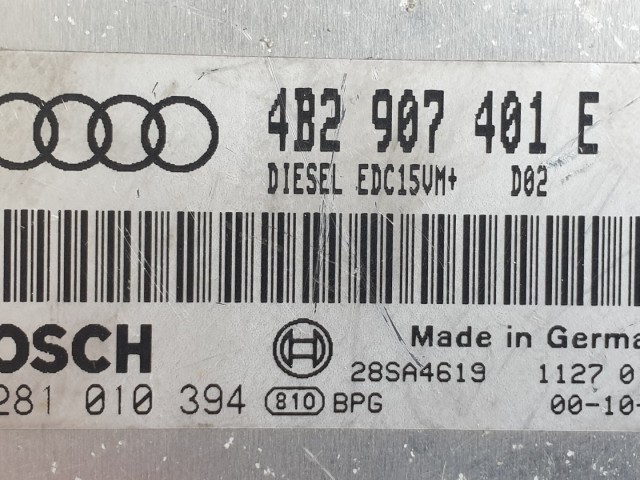 4B2 907 401 E
DIESEL EDC15VM+ D02
OSCH
Made in Germa
28SA4619 1127 0
281 010 394 810 BPG 00-10-